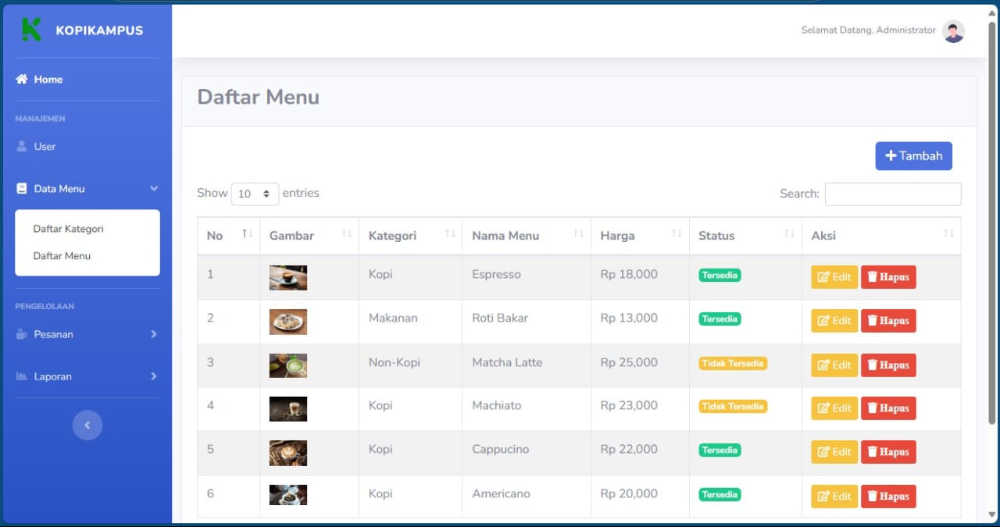 KOPIKAMPUS
Selamat Datang, Administrator
Home
MANAJEMEN
User
Data Menu
Daftar Kategori
Daftar Menu
PENGELOLAAN
Pesanan
Laporan
Daftar Menu
Tambah
Show 10 entries
Search:
No Gambar Kategori Nama Menu Harga Status Aksi
1 Kopi Espresso Rp 18,000 Tersedia Edit Hapus
2 Makanan Roti Bakar Rp 13,000 Tersedia Edit Hapus
3 Non-Kopi Matcha Latte Rp 25,000 Tidak Tersedia Edit Hapus
4 Kopi Machiato Rp 23,000 Tidak Tersedia Edit Hapus
5 Kopi Cappucino Rp 22,000 Tersedia Edit Hapus
6 Kopi Americano Rp 20,000 Tersedia Edit Hapus